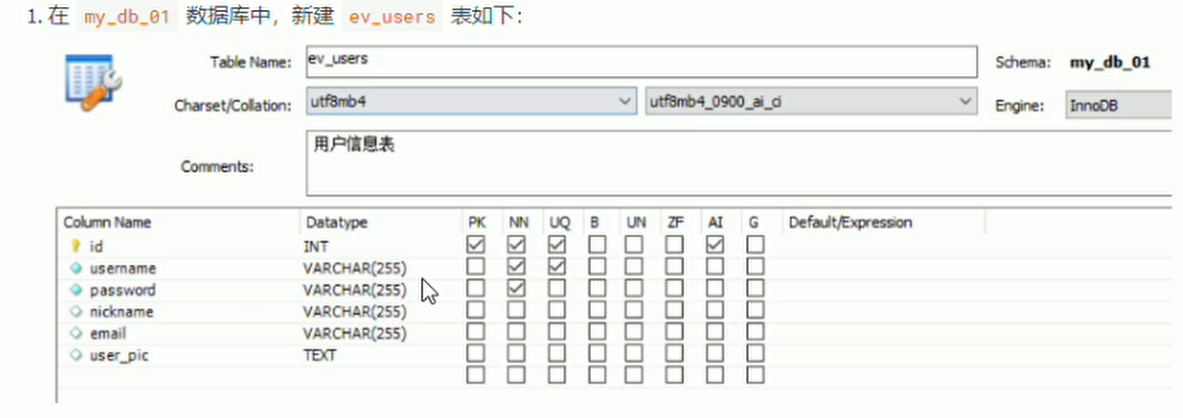 1. 在 my_db_01 数据库中，新建 ev_users 表如下：
Table Name: ev_users Schema: my_db_01
Charset/Collation: utf8mb4 utf8mb4_0900_ai_ci Engine: InnoDB
Comments: 用户信息表
Column Name Datatype PK NN UQ B UN ZF AI G Default/Expression
id INT
username VARCHAR(255)
password VARCHAR(255)
nickname VARCHAR(255)
email VARCHAR(255)
user_pic TEXT